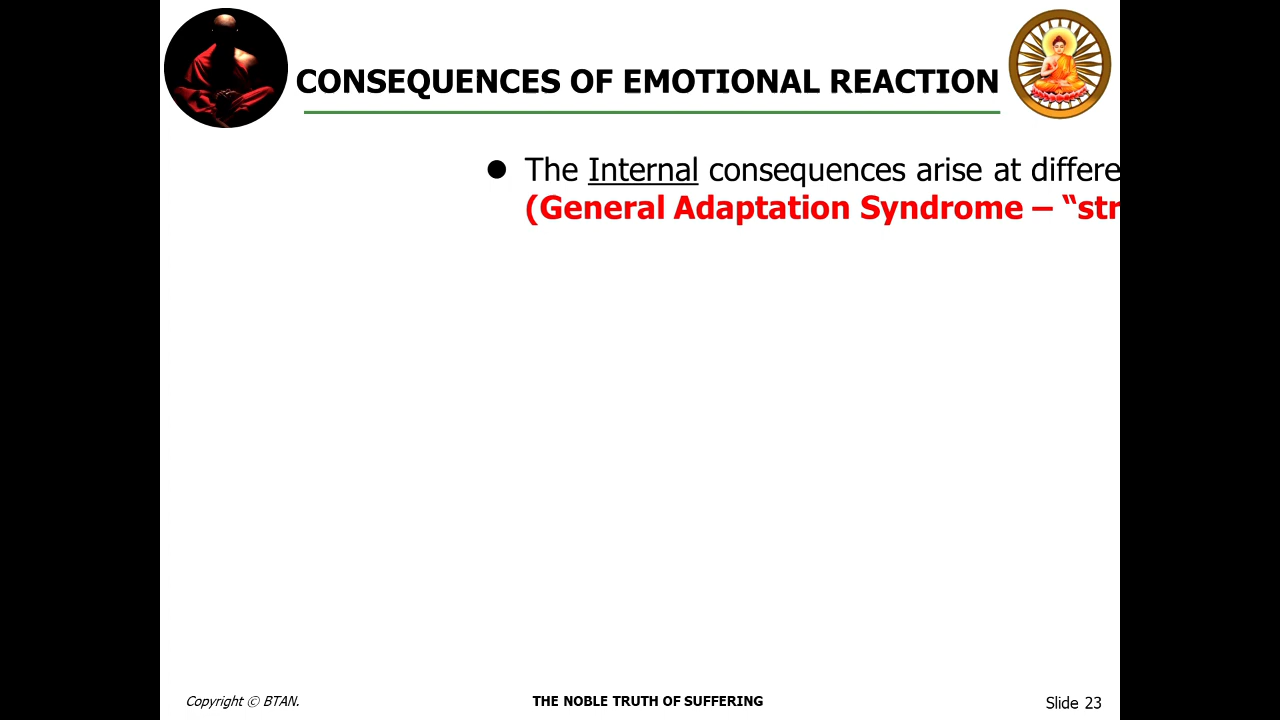 CONSEQUENCES OF EMOTIONAL REACTION
● The Internal consequences arise at differe
(General Adaptation Syndrome – “str
Copyright © BTAN.
THE NOBLE TRUTH OF SUFFERING
Slide 23